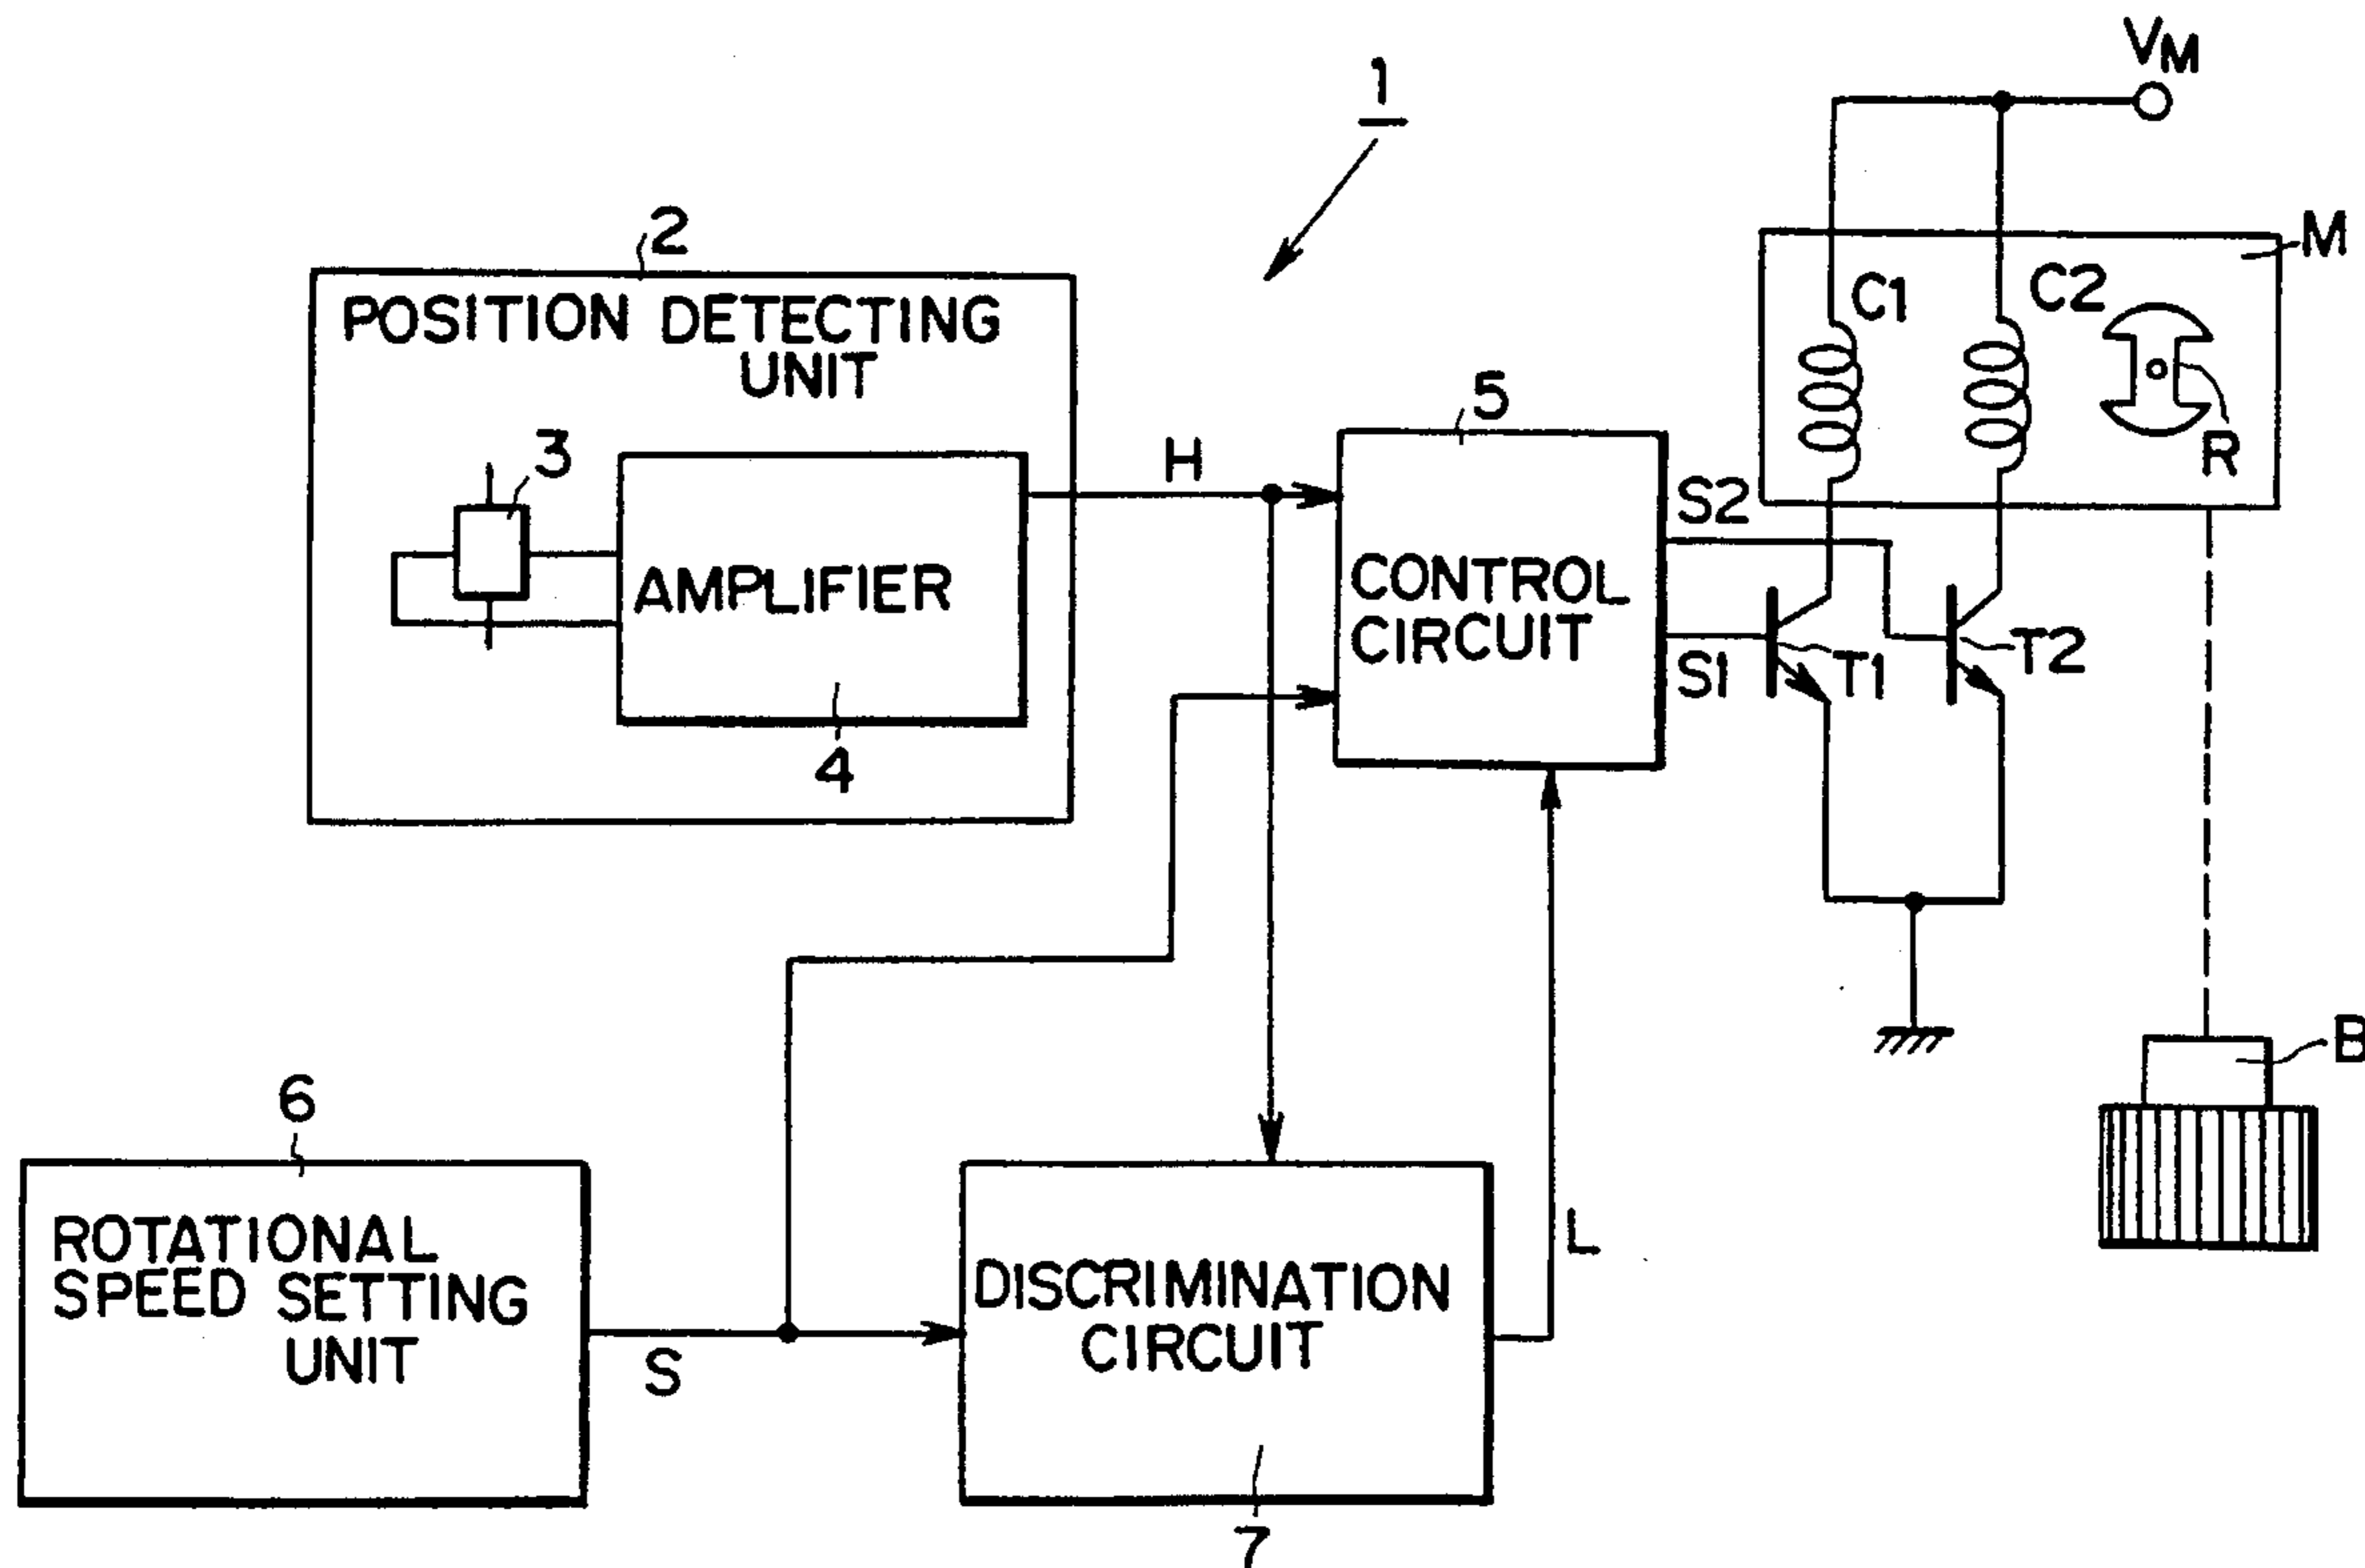 1
VM
2
POSITION DETECTING
UNIT
3
AMPLIFIER
4
H
5
CONTROL
CIRCUIT
S2
S1
M
C1
C2
R
T1
T2
B
6
ROTATIONAL
SPEED SETTING
UNIT
S
DISCRIMINATION
CIRCUIT
7
L